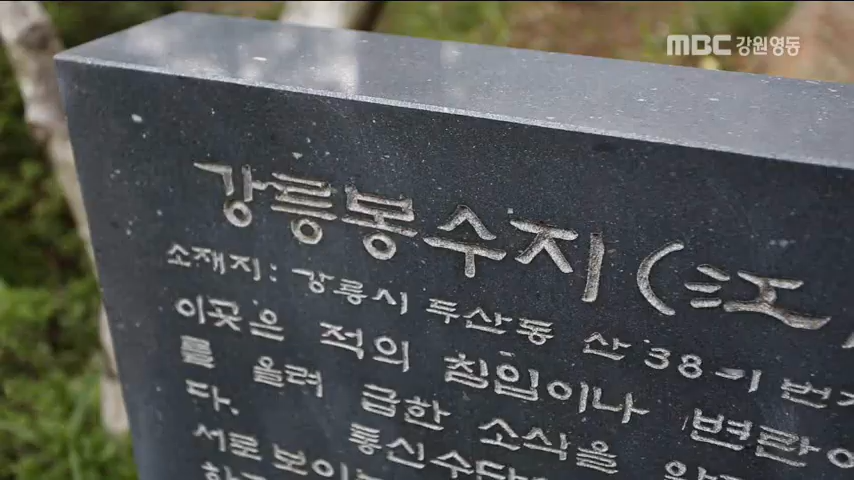 MBC 강원영동
강릉봉수지 (江
소재지: 강릉시 두산동 산 38-1 번지
이곳은 적의 침입이나 변란이
를 올려 급한 소식을
다.
서로 보이 통신수단